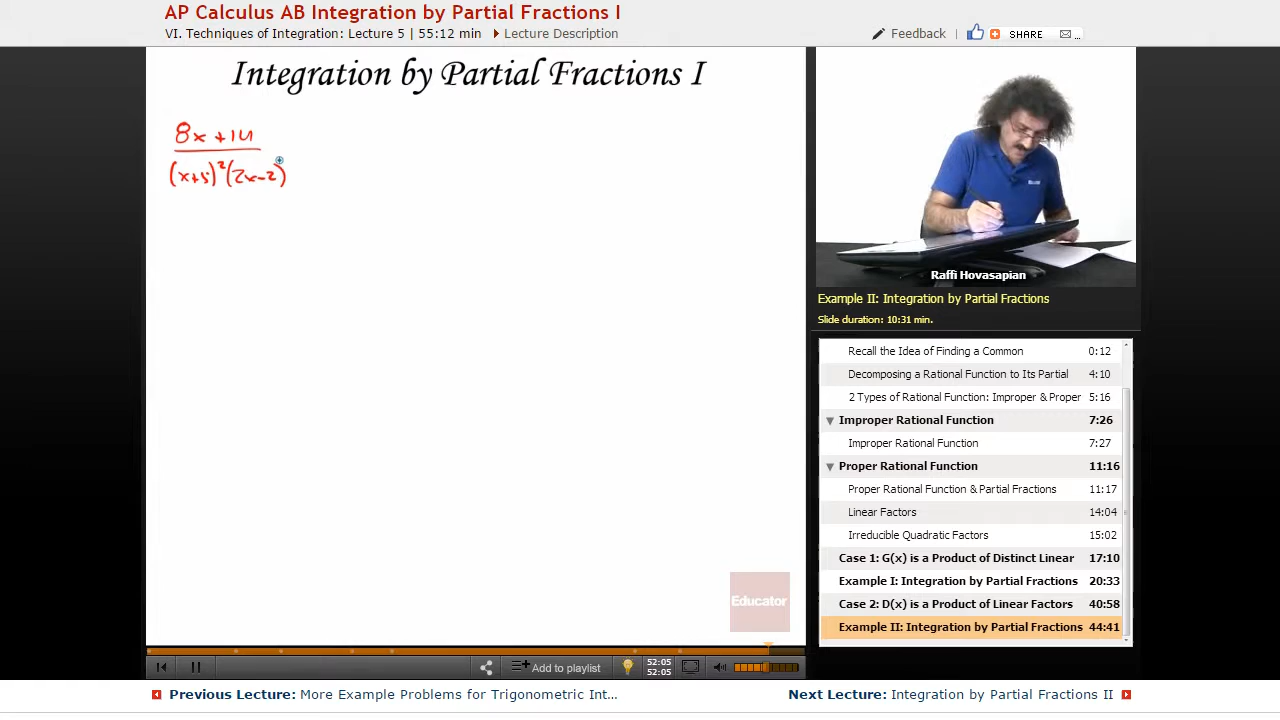 AP Calculus AB Integration by Partial Fractions I
VI. Techniques of Integration: Lecture 5 | 55:12 min Lecture Description
Feedback | SHARE ...
Integration by Partial Fractions I
8x + 14
(x+5)²(2x-2)
Educator
Raffi Hovasapian
Example II: Integration by Partial Fractions
Slide duration: 10:31 min.
Recall the Idea of Finding a Common 0:12
Decomposing a Rational Function to Its Partial 4:10
2 Types of Rational Function: Improper & Proper 5:16
Improper Rational Function 7:26
Improper Rational Function 7:27
Proper Rational Function 11:16
Proper Rational Function & Partial Fractions 11:17
Linear Factors 14:04
Irreducible Quadratic Factors 15:02
Case 1: G(x) is a Product of Distinct Linear 17:10
Example I: Integration by Partial Fractions 20:33
Case 2: D(x) is a Product of Linear Factors 40:58
Example II: Integration by Partial Fractions 44:41
Add to playlist
52:05
52:05
Previous Lecture: More Example Problems for Trigonometric Int...
Next Lecture: Integration by Partial Fractions II